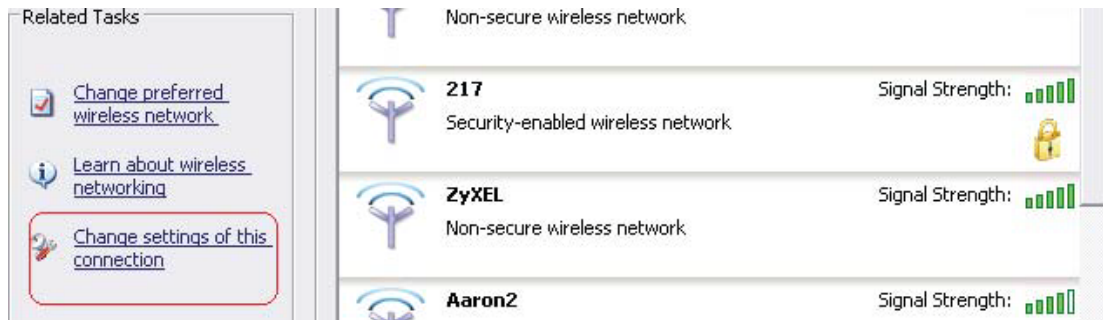 Related Tasks
Change preferred
wireless network
Learn about wireless
networking
Change settings of this
connection
Non-secure wireless network
217
Signal Strength:
Security-enabled wireless network
ZyXEL
Signal Strength:
Non-secure wireless network
Aaron2
Signal Strength: